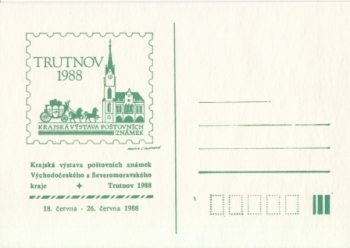 TRUTNOV
1988
KRAJSKÁ VÝSTAVA POŠTOVNÍCH
ZNÁMEK
Krajská výstava poštovních známek
Východočeského a Severomoravského
kraje + Trutnov 1988
18. června - 26. června 1988